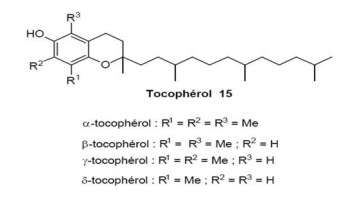 R³
HO
R²
O
Me
R¹
Tocophérol 15
α-tocophérol : R¹ = R² = R³ = Me
β-tocophérol : R¹ = R³ = Me ; R² = H
γ-tocophérol : R¹ = R² = Me ; R³ = H
δ-tocophérol : R¹ = Me ; R² = R³ = H